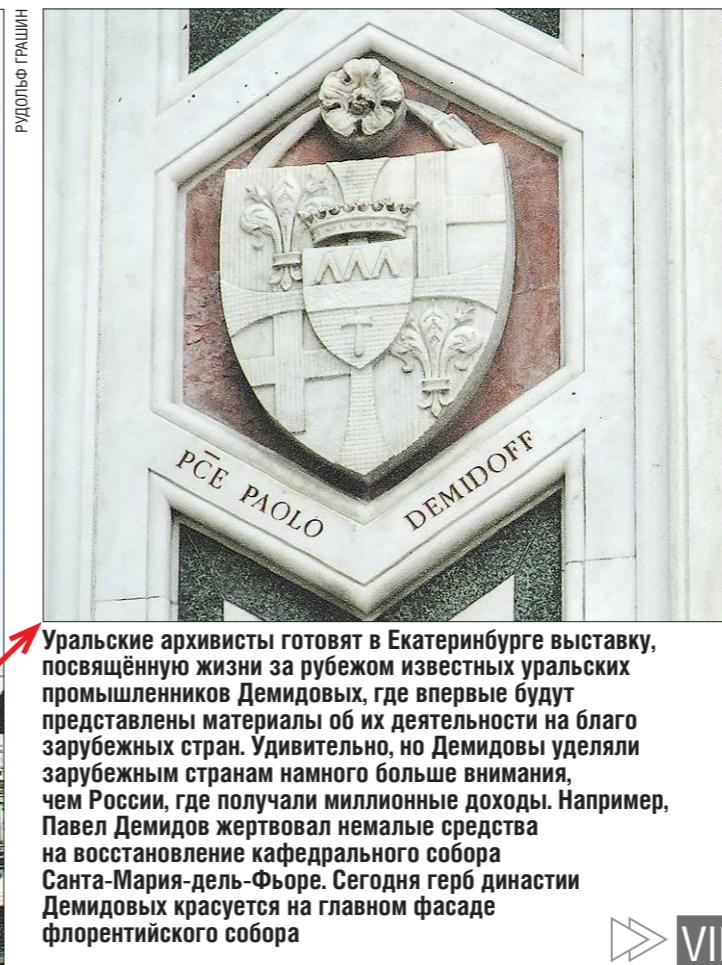 РУДОЛЬФ ГРАШИН
PC̄E PAOLO DEMIDOFF
Уральские архивисты готовят в Екатеринбурге выставку,
посвящённую жизни за рубежом известных уральских
промышленников Демидовых, где впервые будут
представлены материалы об их деятельности на благо
зарубежных стран. Удивительно, но Демидовы уделяли
зарубежным странам намного больше внимания,
чем России, где получали миллионные доходы. Например,
Павел Демидов жертвовал немалые средства
на восстановление кафедрального собора
Санта-Мария-дель-Фьоре. Сегодня герб династии
Демидовых красуется на главном фасаде
флорентийского собора